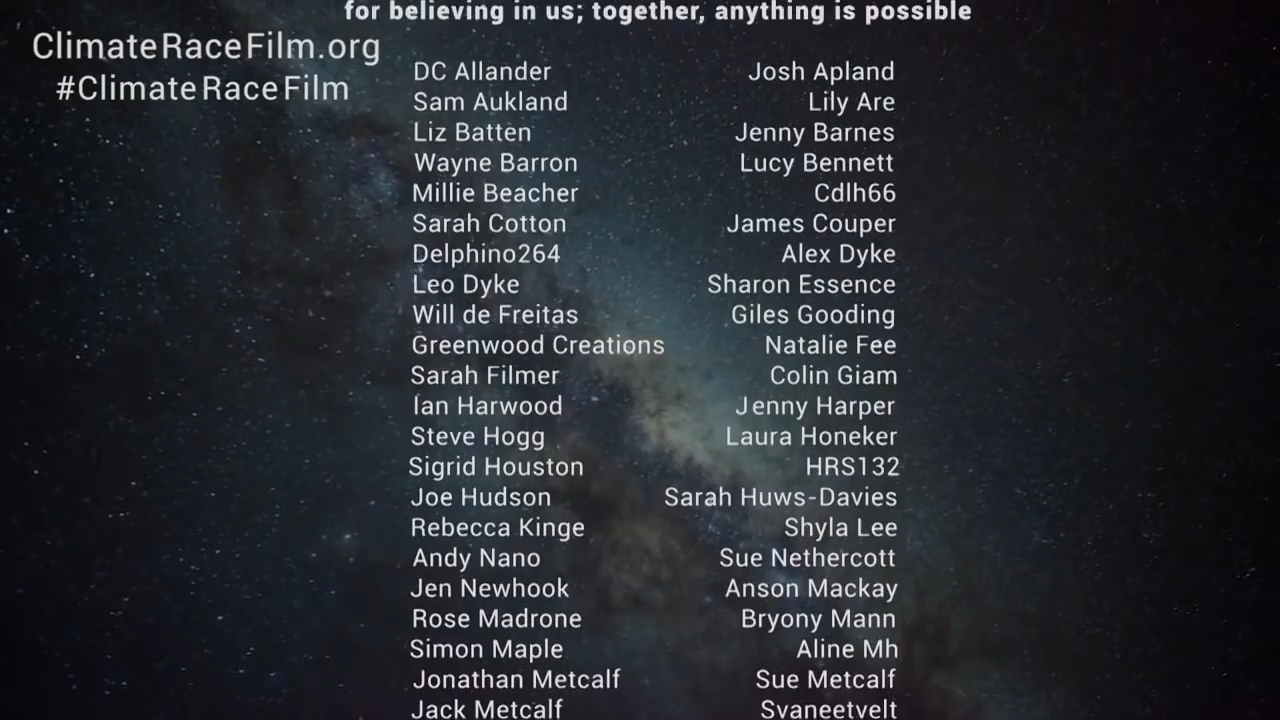 for believing in us; together, anything is possible
ClimateRaceFilm.org
#ClimateRaceFilm
DC Allander Josh Apland
Sam Aukland Lily Are
Liz Batten Jenny Barnes
Wayne Barron Lucy Bennett
Millie Beacher Cdlh66
Sarah Cotton James Couper
Delphino264 Alex Dyke
Leo Dyke Sharon Essence
Will de Freitas Giles Gooding
Greenwood Creations Natalie Fee
Sarah Filmer Colin Giam
Ian Harwood Jenny Harper
Steve Hogg Laura Honeker
Sigrid Houston HRS132
Joe Hudson Sarah Huws-Davies
Rebecca Kinge Shyla Lee
Andy Nano Sue Nethercott
Jen Newhook Anson Mackay
Rose Madrone Bryony Mann
Simon Maple Aline Mh
Jonathan Metcalf Sue Metcalf
Jack Metcalf Svaneetvelt